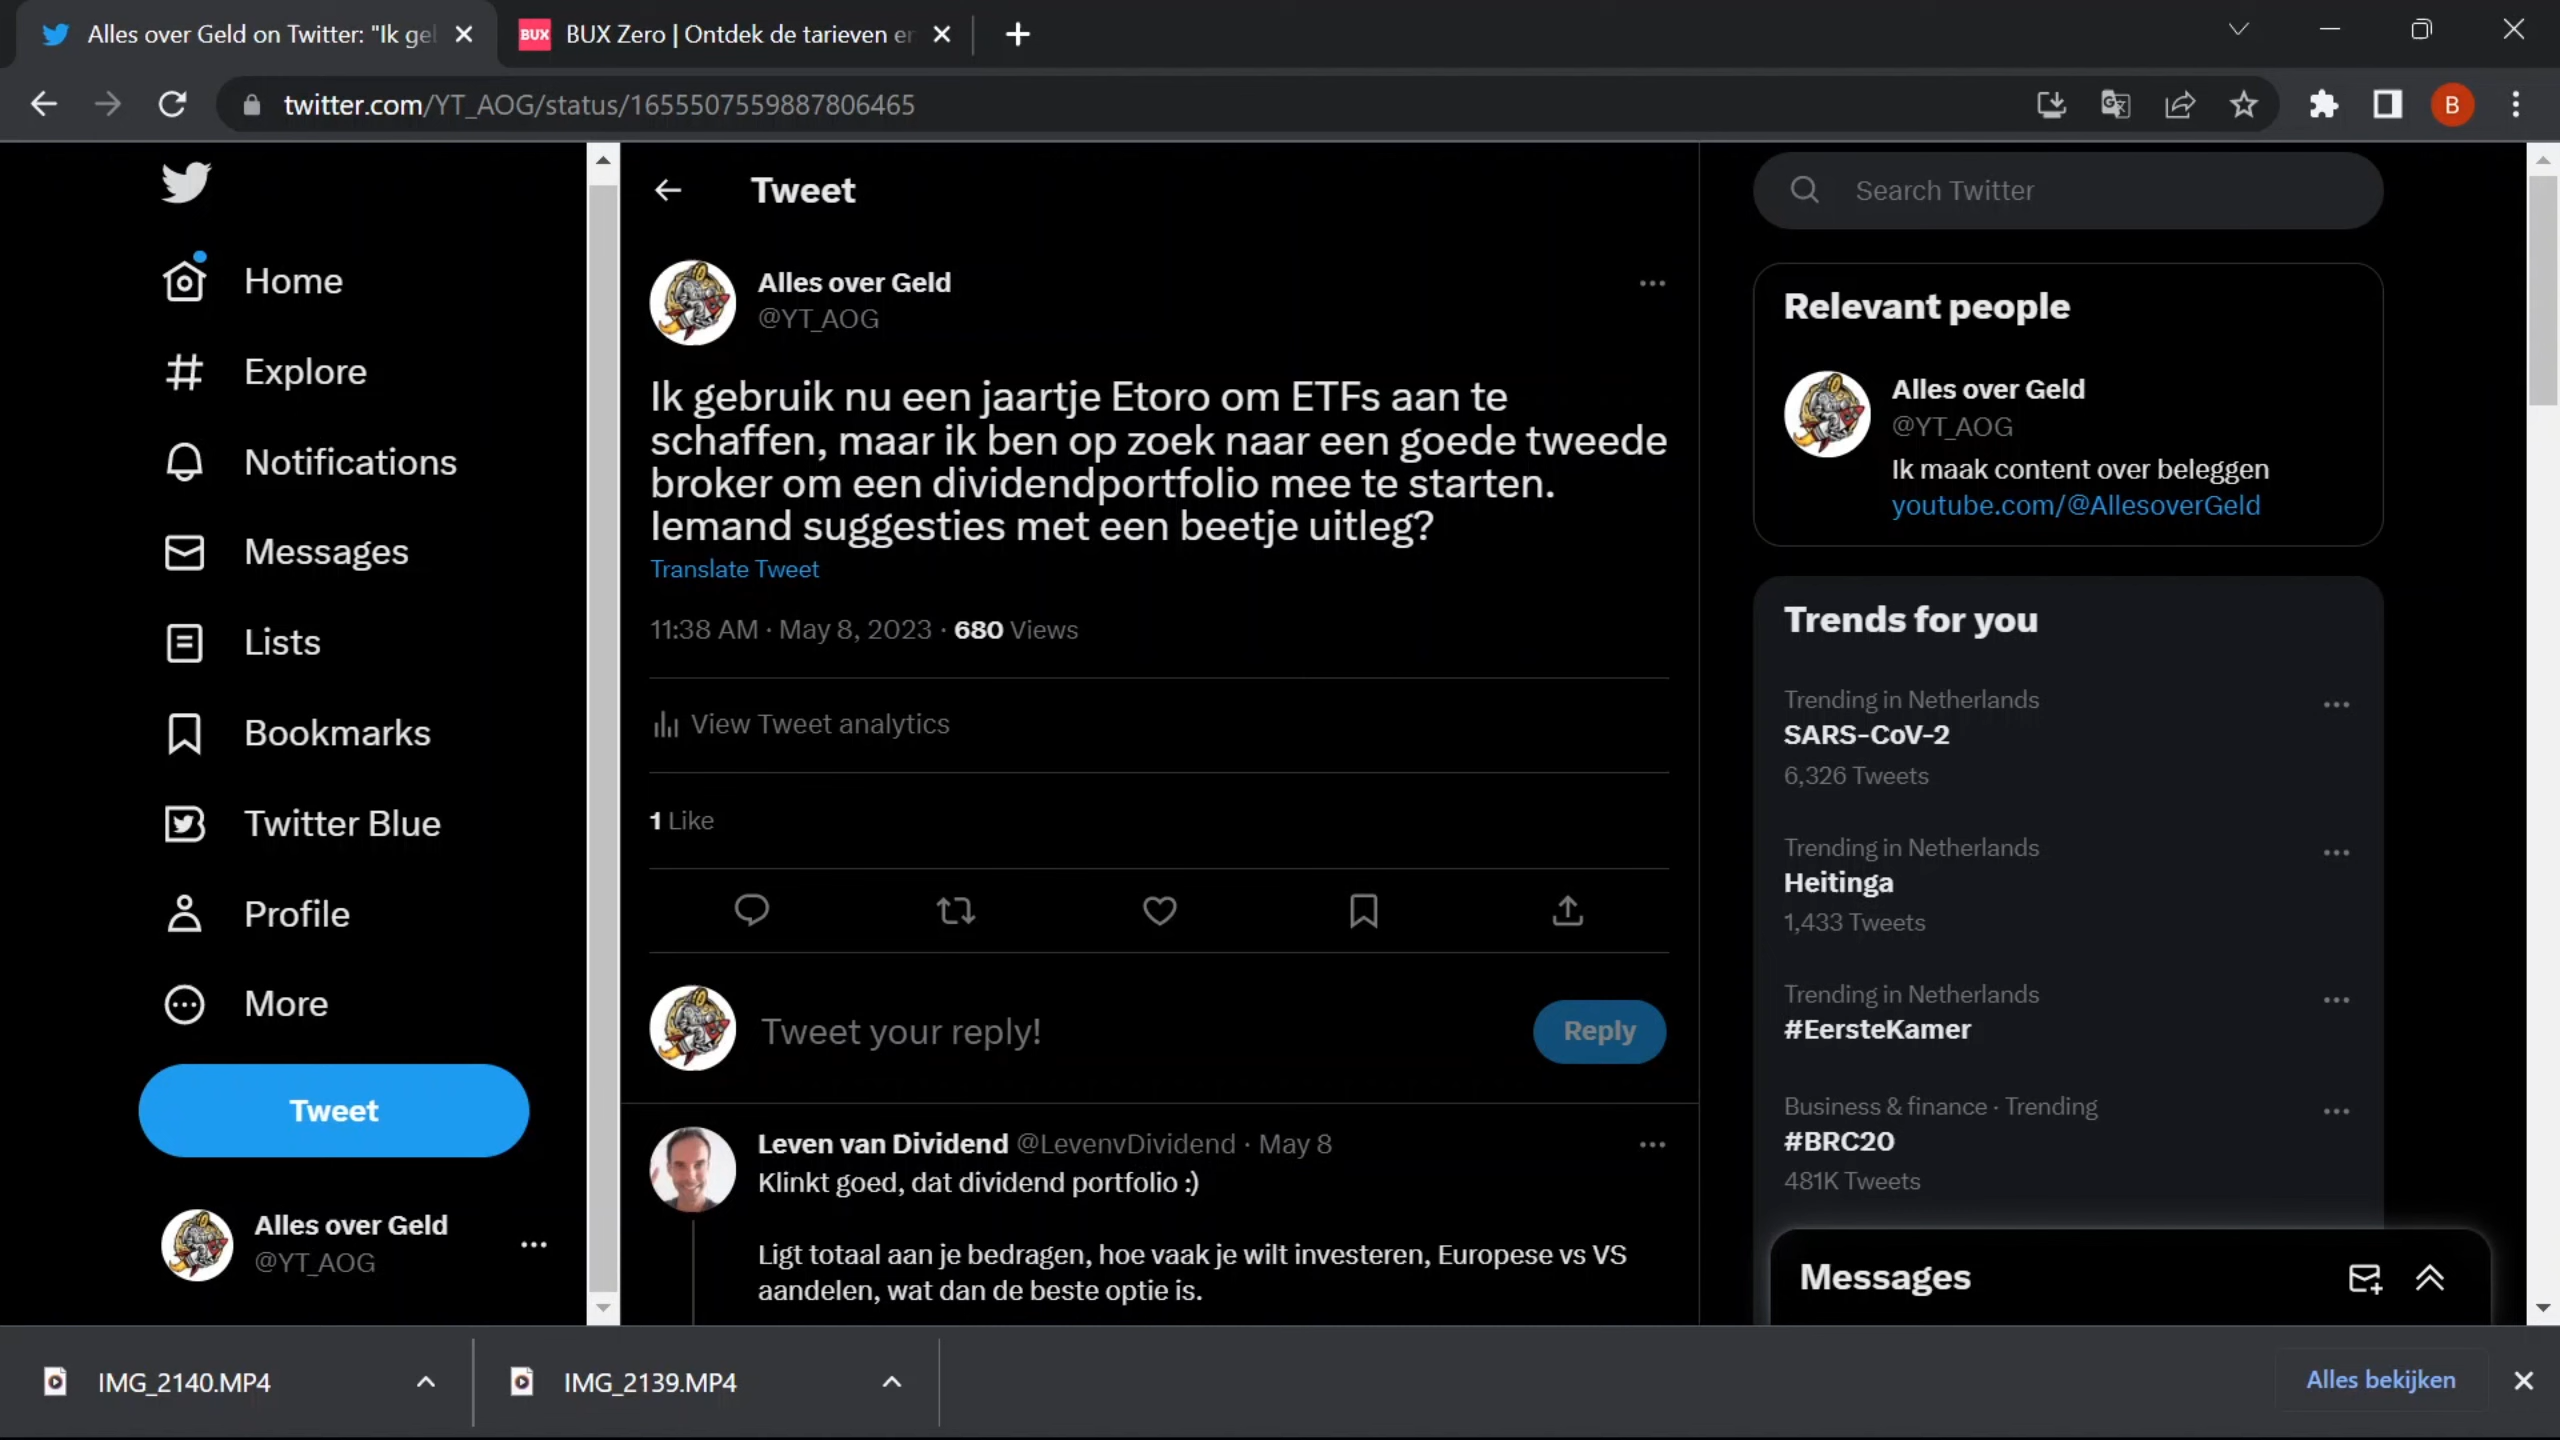 Alles over Geld on Twitter: "Ik gel
BUX
BUX Zero | Ontdek de tarieven er
twitter.com/YT_AOG/status/1655507559887806465
B
Home
Explore
Notifications
Messages
Lists
Bookmarks
Twitter Blue
Profile
More
Tweet
Alles over Geld
@YT_AOG
Tweet
Alles over Geld
@YT_AOG
Ik gebruik nu een jaartje Etoro om ETFs aan te
schaffen, maar ik ben op zoek naar een goede tweede
broker om een dividendportfolio mee te starten.
Iemand suggesties met een beetje uitleg?
Translate Tweet
11:38 AM · May 8, 2023 · 680 Views
View Tweet analytics
1 Like
Tweet your reply!
Reply
Leven van Dividend @LevenvDividend · May 8
Klinkt goed, dat dividend portfolio :)
Ligt totaal aan je bedragen, hoe vaak je wilt investeren, Europese vs VS
aandelen, wat dan de beste optie is.
Search Twitter
Relevant people
Alles over Geld
@YT_AOG
Ik maak content over beleggen
youtube.com/@AllesoverGeld
Trends for you
Trending in Netherlands
SARS-CoV-2
6,326 Tweets
Trending in Netherlands
Heitinga
1,433 Tweets
Trending in Netherlands
#EersteKamer
Business & finance · Trending
#BRC20
481K Tweets
Messages
IMG_2140.MP4
IMG_2139.MP4
Alles bekijken